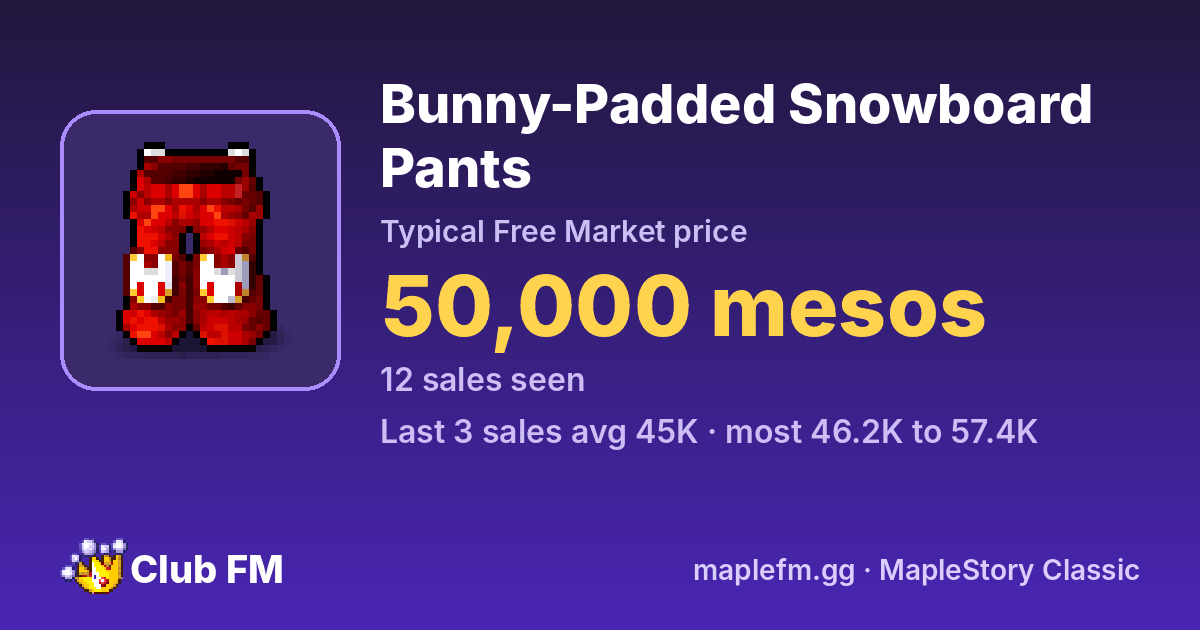 Bunny-Padded Snowboard
Pants
Typical Free Market price
50,000 mesos
12 sales seen
Last 3 sales avg 45K · most 46.2K to 57.4K
Club FM
maplefm.gg · MapleStory Classic